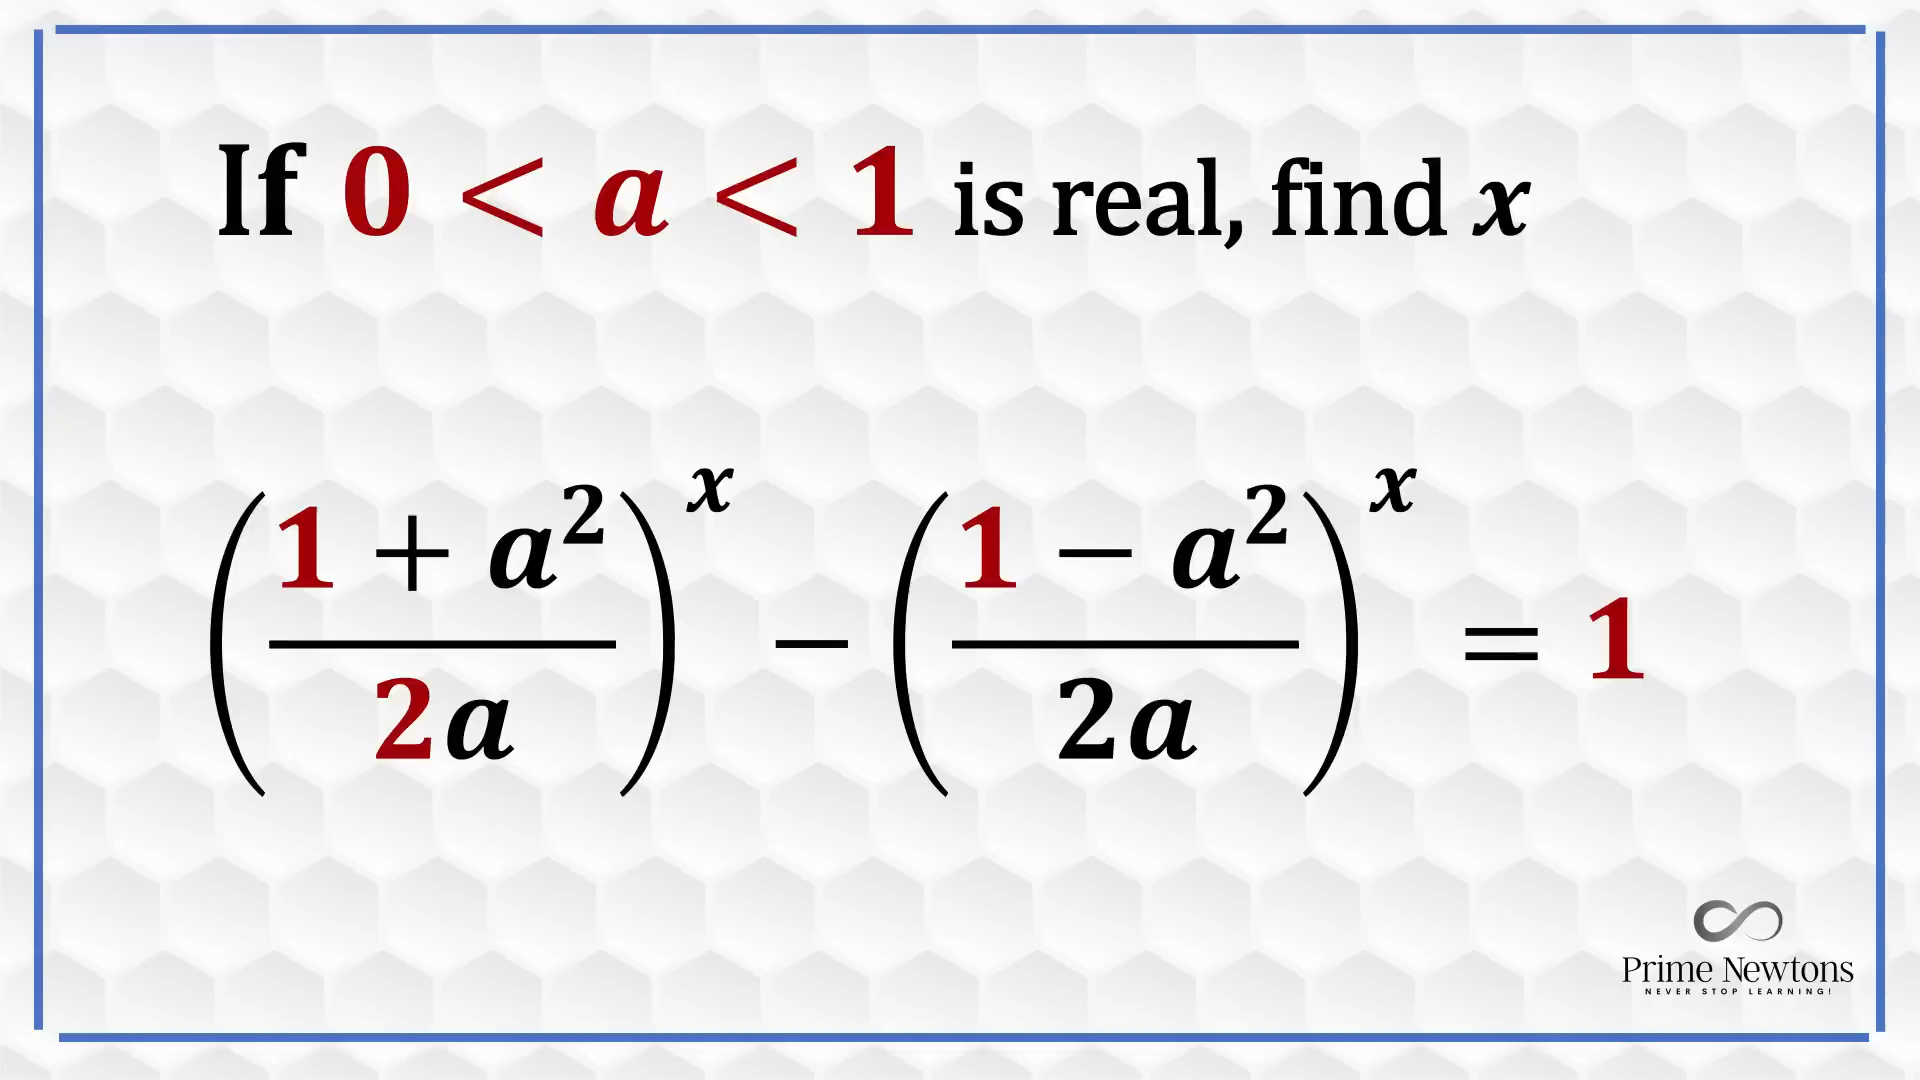 If 0 < a < 1 is real, find x
(1 + a² / 2a)ˣ − (1 − a² / 2a)ˣ = 1
Prime Newtons
NEVER STOP LEARNING!